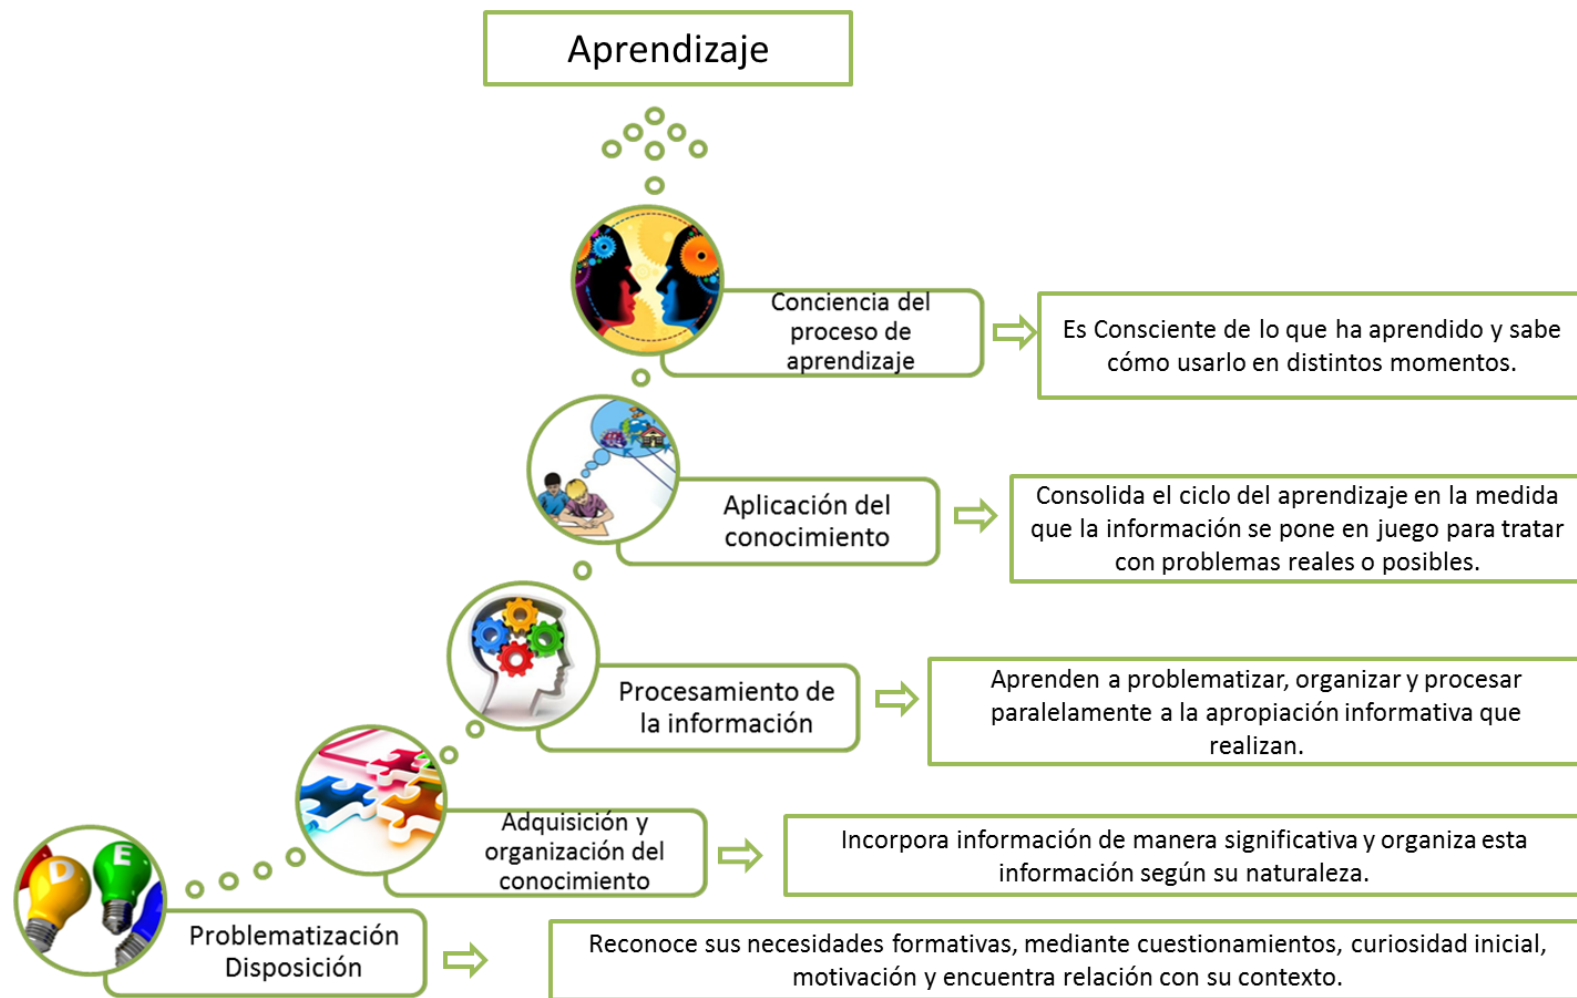 Aprendizaje
Conciencia del
proceso de
aprendizaje
Es Consciente de lo que ha aprendido y sabe
cómo usarlo en distintos momentos.
Aplicación del
conocimiento
Consolida el ciclo del aprendizaje en la medida
que la información se pone en juego para tratar
con problemas reales o posibles.
Procesamiento de
la información
Aprenden a problematizar, organizar y procesar
paralelamente a la apropiación informativa que
realizan.
Adquisición y
organización del
conocimiento
Incorpora información de manera significativa y organiza esta
información según su naturaleza.
D E
Problematización
Disposición
Reconoce sus necesidades formativas, mediante cuestionamientos, curiosidad inicial,
motivación y encuentra relación con su contexto.